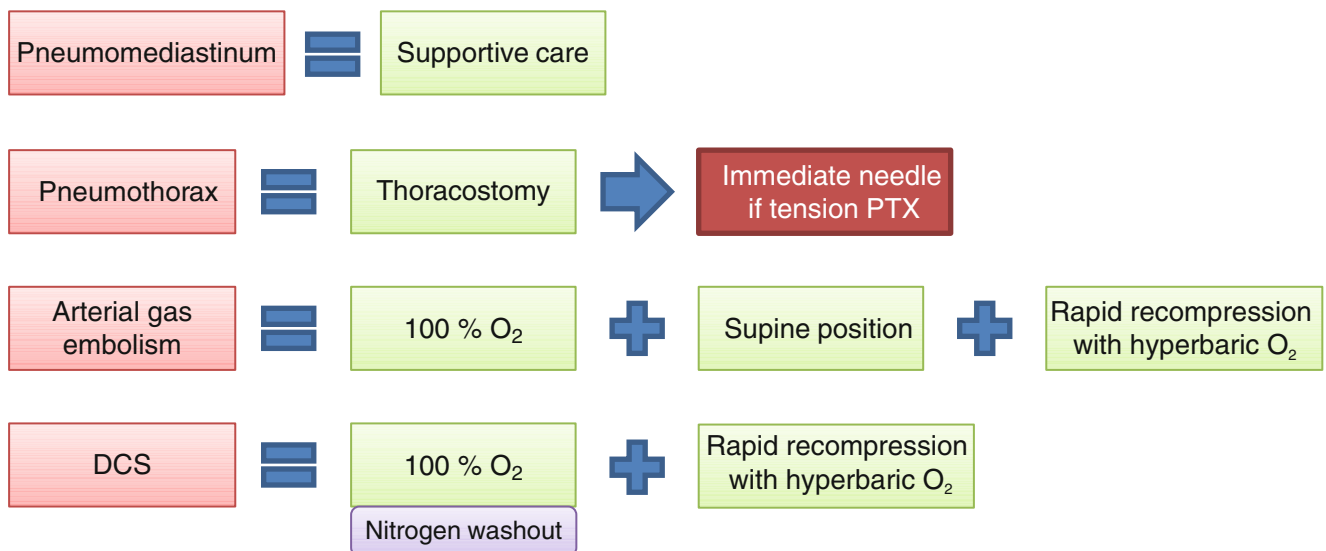 Pneumomediastinum
Supportive care
Pneumothorax
Thoracostomy
Immediate needle
if tension PTX
Arterial gas
embolism
100 % O₂
Supine position
Rapid recompression
with hyperbaric O₂
DCS
100 % O₂
Nitrogen washout
Rapid recompression
with hyperbaric O₂